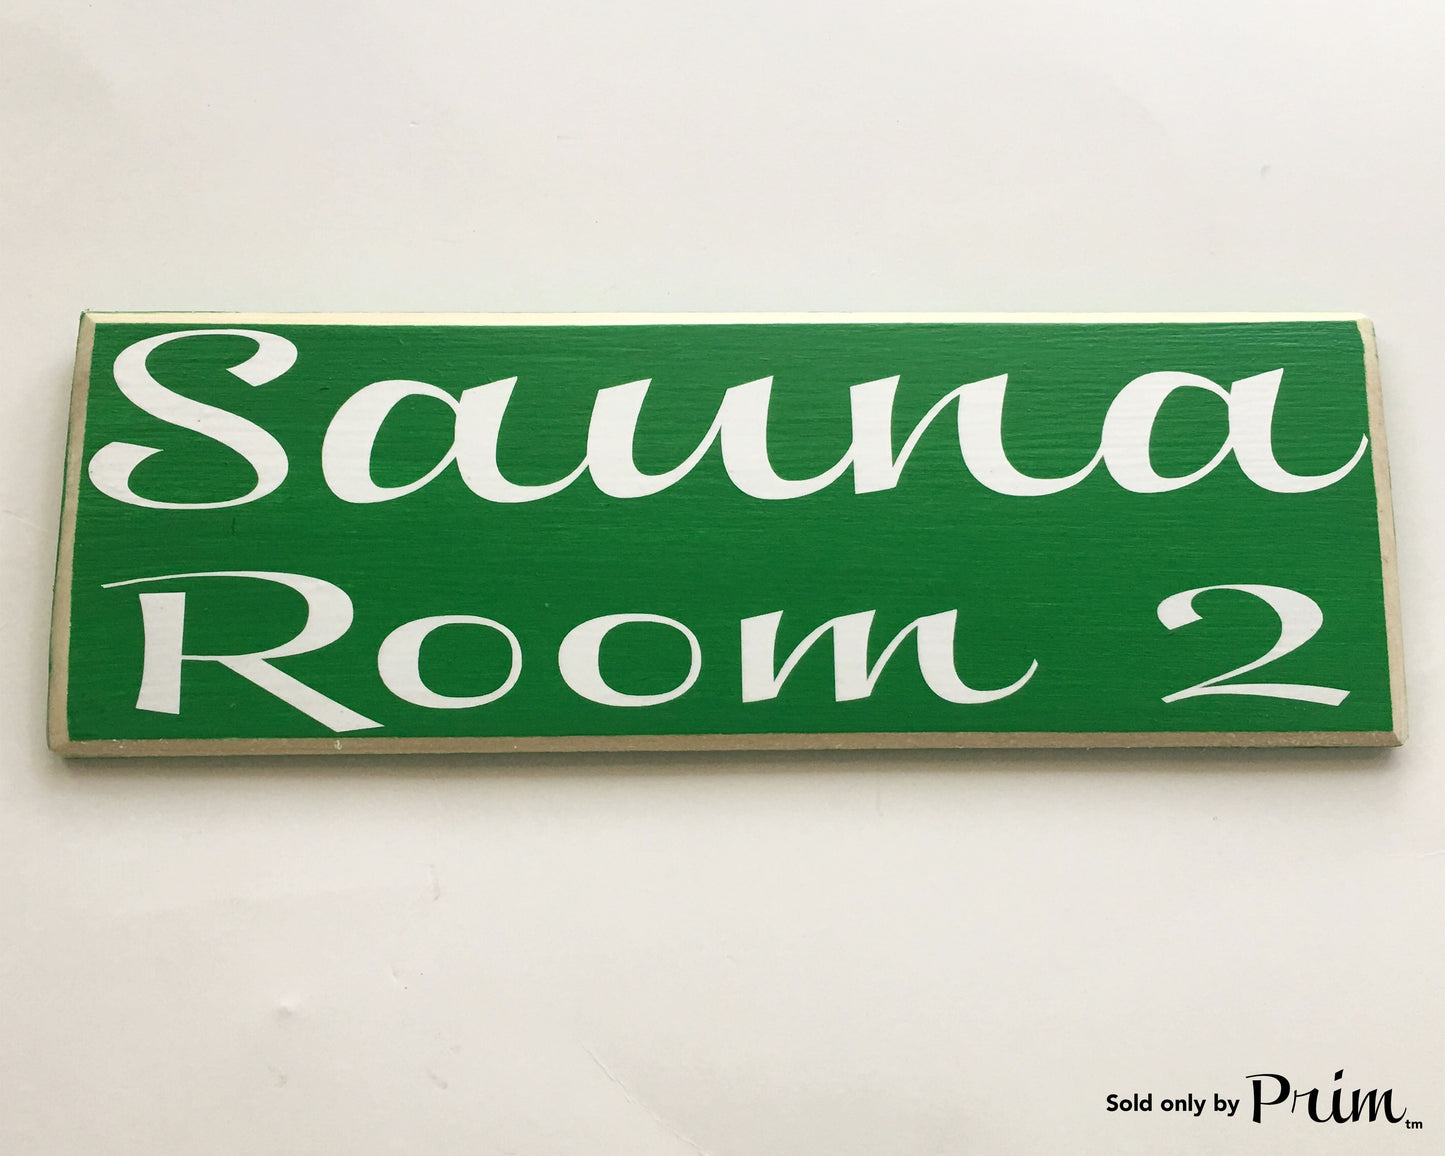 Sauna
Room 2
Sold only by Prim tm